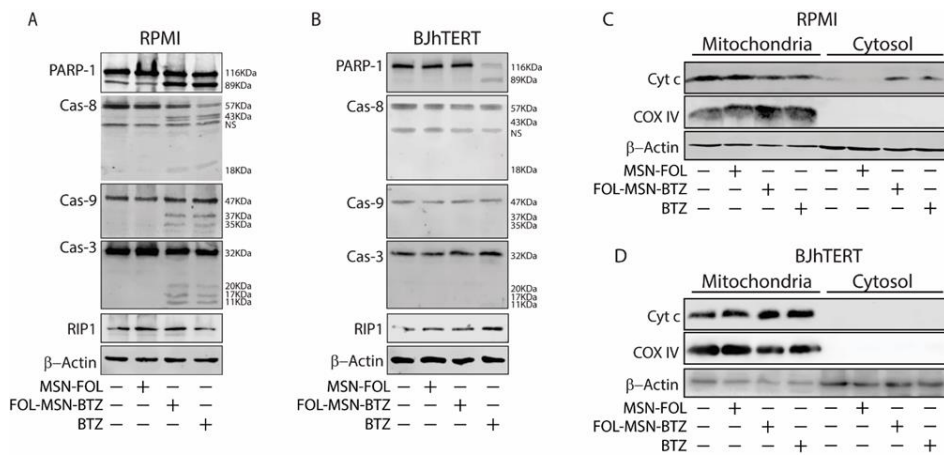 A
RPMI
PARP-1
116KDa
89KDa
Cas-8
57KDa
43KDa
NS
18KDa
Cas-9
47KDa
37KDa
35KDa
Cas-3
32KDa
20KDa
17KDa
11KDa
RIP1
β–Actin
MSN-FOL – + – –
FOL-MSN-BTZ – – + –
BTZ – – – +
B
BJhTERT
PARP-1
116KDa
89KDa
Cas-8
57KDa
43KDa
NS
18KDa
Cas-9
47KDa
37KDa
35KDa
Cas-3
32KDa
20KDa
17KDa
11KDa
RIP1
β–Actin
MSN-FOL – + – –
FOL-MSN-BTZ – – + –
BTZ – – – +
C
RPMI
Mitochondria Cytosol
Cyt c
COX IV
β–Actin
MSN-FOL – + – – – + – –
FOL-MSN-BTZ – – + – – – + –
BTZ – – – + – – – +
D
BJhTERT
Mitochondria Cytosol
Cyt c
COX IV
β–Actin
MSN-FOL – + – – – + – –
FOL-MSN-BTZ – – + – – – + –
BTZ – – – + – – – +